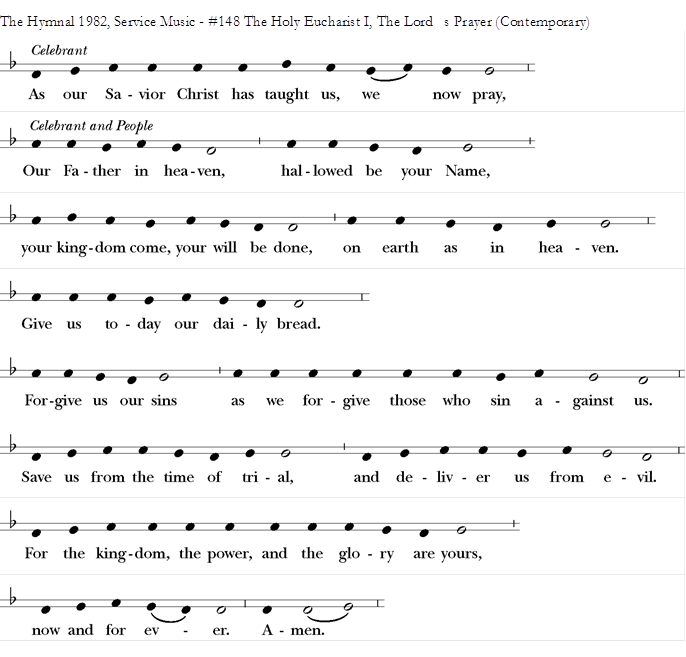 The Hymnal 1982, Service Music - #148 The Holy Eucharist I, The Lord s Prayer (Contemporary)
Celebrant
As our Sa - vior Christ has taught us, we now pray,
Celebrant and People
Our Fa - ther in hea - ven, hal - lowed be your Name,
your king - dom come, your will be done, on earth as in hea - ven.
Give us to - day our dai - ly bread.
For - give us our sins as we for - give those who sin a - gainst us.
Save us from the time of tri - al, and de - liv - er us from e - vil.
For the king - dom, the power, and the glo - ry are yours,
now and for ev - er. A - men.